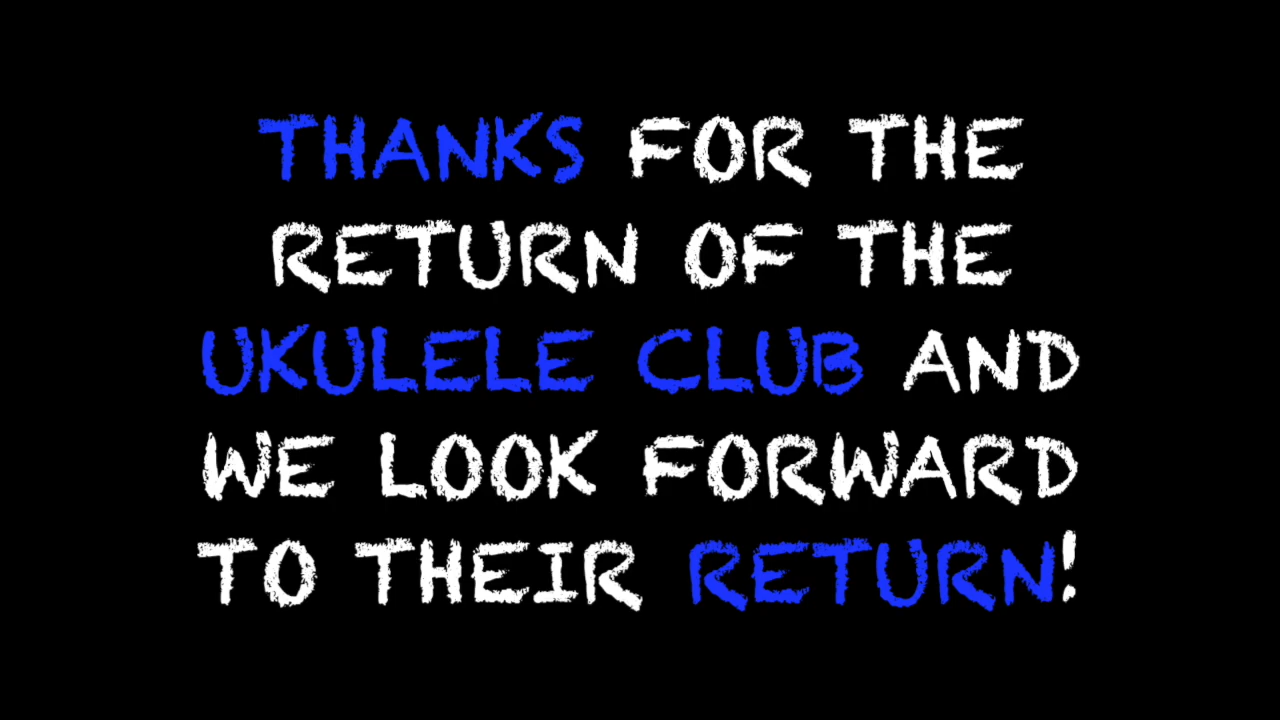 THANKS FOR THE
RETURN OF THE
UKULELE CLUB AND
WE LOOK FORWARD
TO THEIR RETURN!